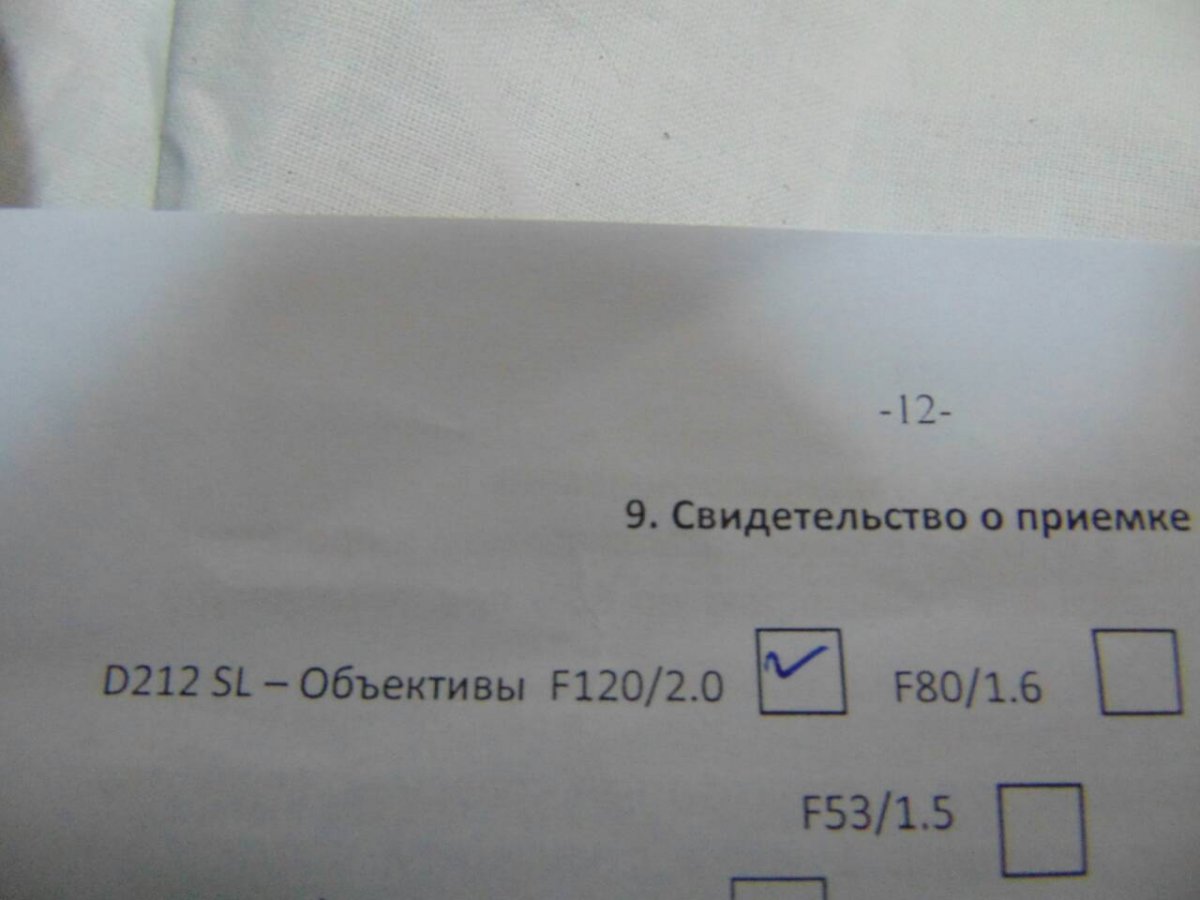 -12-
9. Свидетельство о приемке
D212 SL – Объективы F120/2.0 F80/1.6
F53/1.5